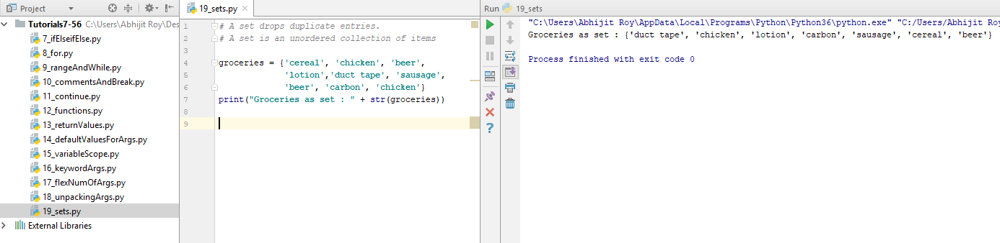 Project
Tutorials7-56 C:\Users\Abhijit Roy\Des
7_ifElseifElse.py
8_for.py
9_rangeAndWhile.py
10_commentsAndBreak.py
11_continue.py
12_functions.py
13_returnValues.py
14_defaultValuesForArgs.py
15_variableScope.py
16_keywordArgs.py
17_flexNumOfArgs.py
18_unpackingArgs.py
19_sets.py
External Libraries
19_sets.py
1 # A set drops duplicate entries.
2 # A set is an unordered collection of items
3
4 groceries = {'cereal', 'chicken', 'beer',
5 'lotion','duct tape', 'sausage',
6 'beer', 'carbon', 'chicken'}
7 print("Groceries as set : " + str(groceries))
8
9
Run 19_sets
"C:\Users\Abhijit Roy\AppData\Local\Programs\Python\Python36\python.exe" "C:/Users/Abhijit Roy
Groceries as set : {'duct tape', 'chicken', 'lotion', 'carbon', 'sausage', 'cereal', 'beer'}
Process finished with exit code 0